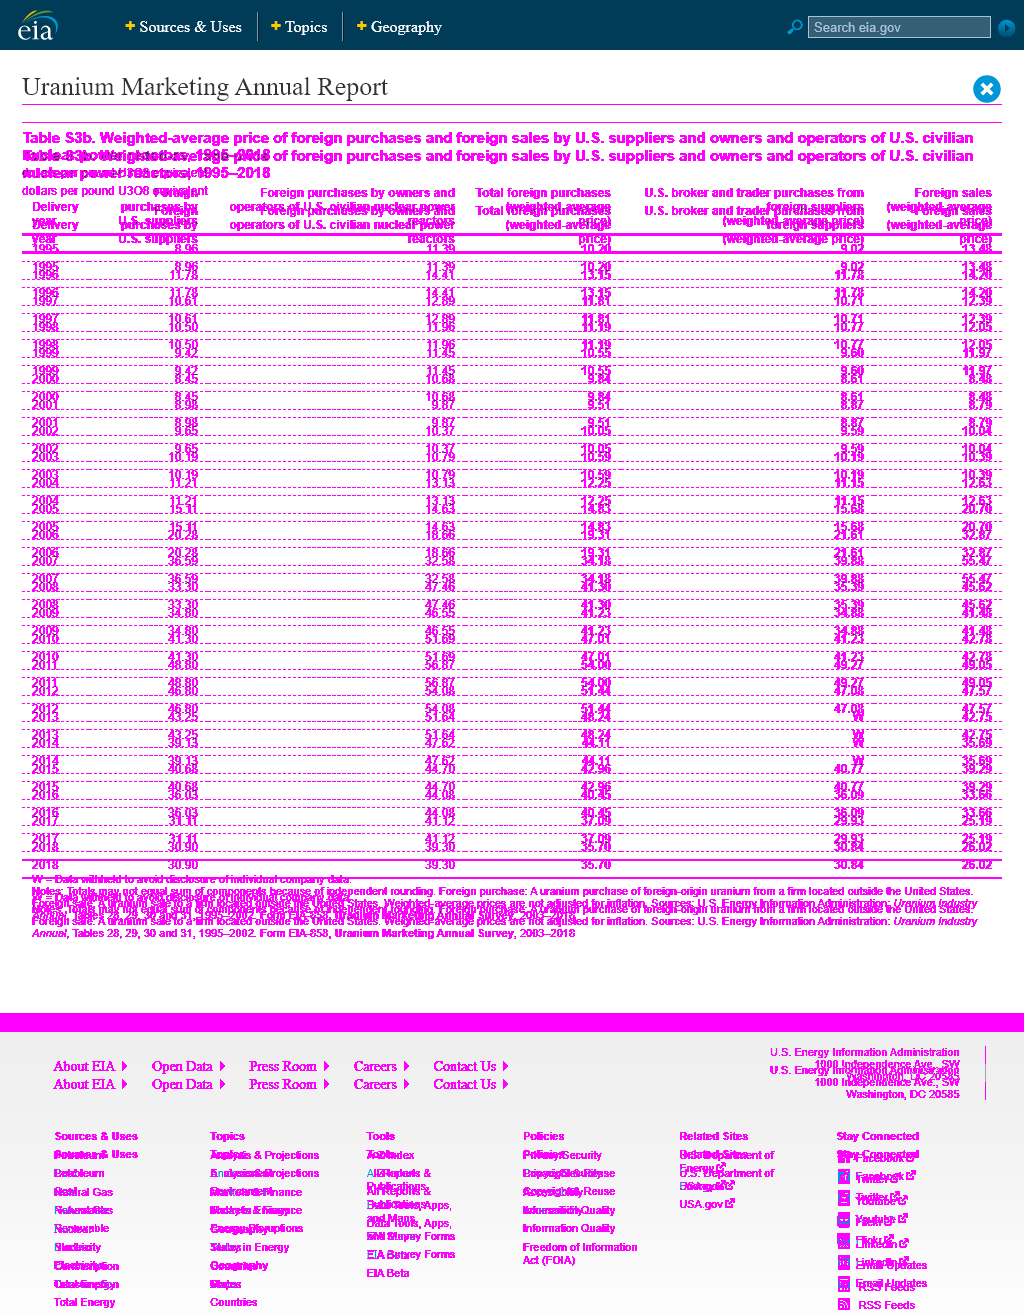 eia
Sources & Uses
Topics
Geography
Search eia.gov
Uranium Marketing Annual Report
Table S3b. Weighted-average price of foreign purchases and foreign sales by U.S. suppliers and owners and operators of U.S. civilian
nuclear power reactors, 1995–2018
dollars per pound U3O8 equivalent
Delivery year | Foreign purchases by U.S. suppliers | Foreign purchases by owners and operators of U.S. civilian nuclear power reactors | Total foreign purchases (weighted-average price) | U.S. broker and trader purchases from foreign suppliers (weighted-average price) | Foreign sales (weighted-average price)
1995 8.96 11.39 10.20 9.02 13.48
1996 11.78 14.41 13.15 11.78 14.20
1997 10.61 12.89 11.81 10.71 12.39
1998 10.50 11.96 11.19 10.77 12.05
1999 9.42 11.45 10.55 9.60 11.97
2000 8.45 10.68 9.84 8.61 8.48
2001 8.98 9.87 9.51 8.87 8.79
2002 9.65 10.37 10.05 9.59 10.04
2003 10.19 10.79 10.59 10.19 10.39
2004 11.21 13.13 12.25 11.15 12.63
2005 15.11 14.63 14.83 15.68 20.70
2006 20.28 18.66 19.31 21.61 32.87
2007 36.59 32.58 34.18 39.88 55.47
2008 33.30 47.46 41.30 35.39 45.62
2009 34.80 46.55 41.23 34.88 41.48
2010 41.30 51.69 47.01 41.23 42.78
2011 48.80 56.87 54.00 49.27 49.05
2012 46.80 54.08 51.44 47.08 47.57
2013 43.25 51.64 48.24 W 42.75
2014 39.13 47.62 44.11 W 35.69
2015 40.68 44.70 42.96 40.77 39.29
2016 36.03 44.08 40.45 36.09 33.66
2017 31.11 41.12 37.09 29.93 25.19
2018 30.90 39.30 35.70 30.84 26.02
W = Data withheld to avoid disclosure of individual company data.
Notes: Totals may not equal sum of components because of independent rounding. Foreign purchase: A uranium purchase of foreign-origin uranium from a firm located outside the United States.
Foreign sale: A uranium sale to a firm located outside the United States. Weighted-average prices are not adjusted for inflation. Sources: U.S. Energy Information Administration: Uranium Industry
Annual, Tables 28, 29, 30 and 31, 1995–2002. Form EIA-858, Uranium Marketing Annual Survey, 2003–2018
About EIA
Open Data
Press Room
Careers
Contact Us
U.S. Energy Information Administration
1000 Independence Ave., SW
Washington, DC 20585
Sources & Uses
Petroleum
Coal
Natural Gas
Renewable
Nuclear
Electricity
Consumption
Total Energy
Topics
Analysis & Projections
Environment
Markets & Finance
Today in Energy
Geography
States
Countries
Maps
Tools
A-Z Index
All Reports &
Publications
Data Tools, Apps,
and Maps
EIA Survey Forms
EIA Beta
Policies
Privacy/Security
Copyright & Reuse
Accessibility
Information Quality
Freedom of Information
Act (FOIA)
Related Sites
U.S. Department of
Energy
USA.gov
Stay Connected
Facebook
Twitter
Youtube
Flickr
LinkedIn
Email Updates
RSS Feeds